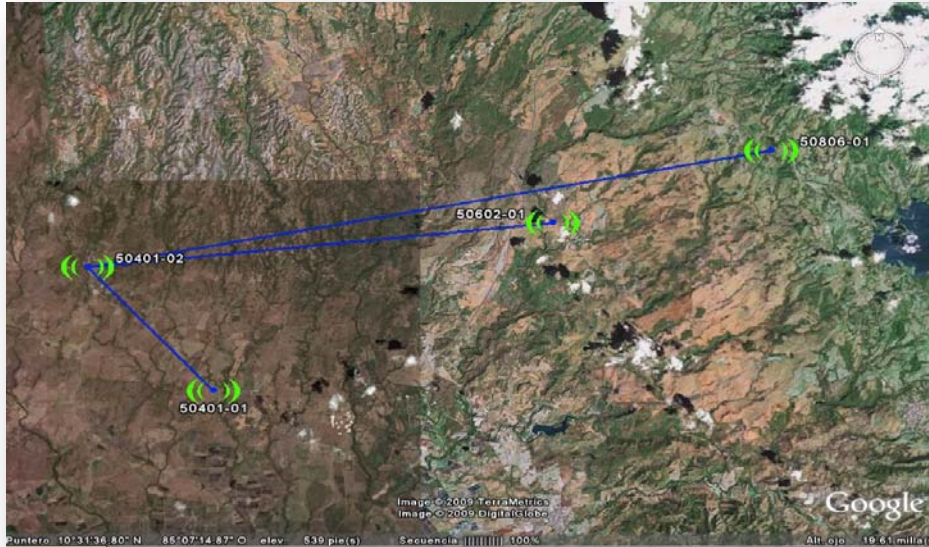 50806-01
50602-01
50401-02
50401-01
Image © 2009 TerraMetrics
Image © 2009 DigitalGlobe
Google
Puntero 10°31'36.80" N 85°07'14.87" O elev 539 pie(s) Secuencia |||||||||| 100% Alt. ojo 19.61 milla(